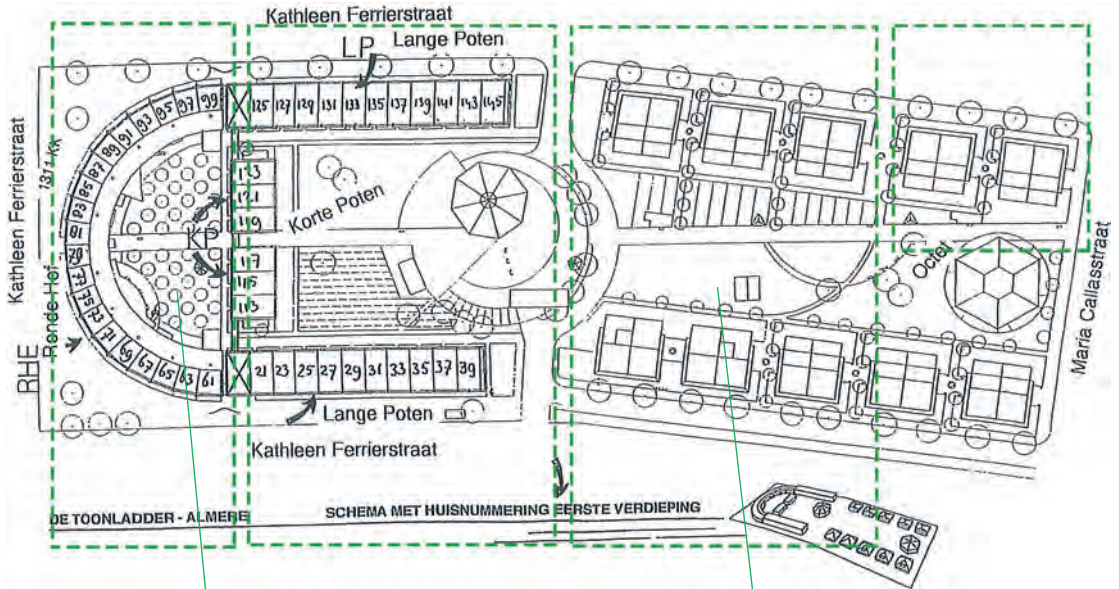 Kathleen Ferrierstraat
LP Lange Poten
99
97
95
93
91
89
87
85
83
81
79
77
75
73
71
69
67
65
63
61
125 127 129 131 133 135 137 139 141 143 145
123
121
119
117
115
113
KP
Korte Poten
Kathleen Ferrierstraat
1311 KX
RHE Ronde Hof
21 23 25 27 29 31 33 35 37 39
Lange Poten
Kathleen Ferrierstraat
Octet
Maria Callasstraat
DE TOONLADDER - ALMERE
SCHEMA MET HUISNUMMERING EERSTE VERDIEPING